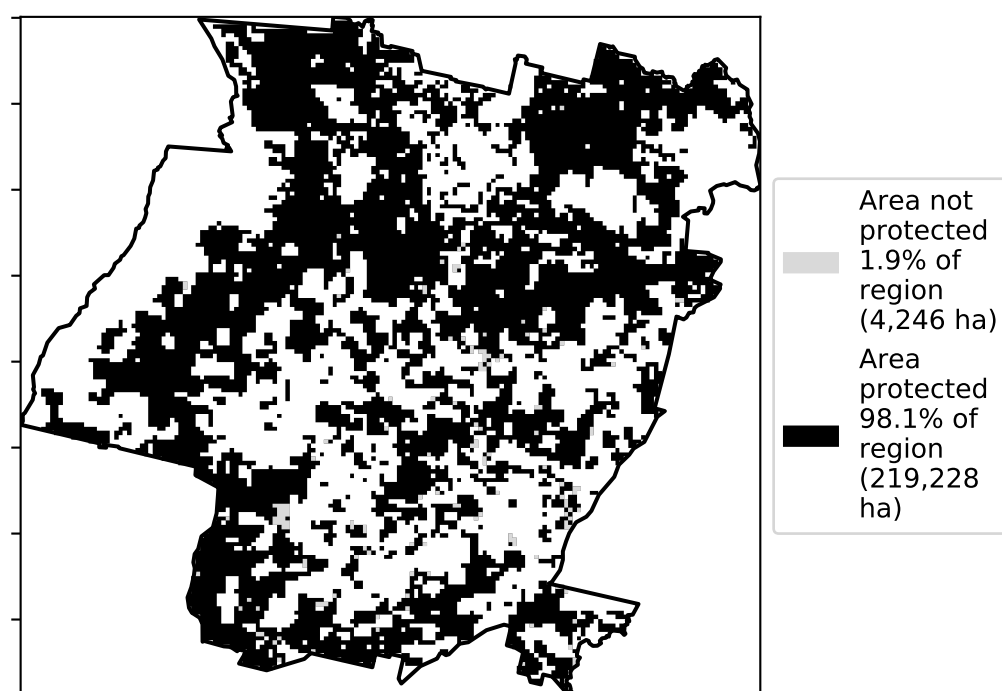 Area not
protected
1.9% of
region
(4,246 ha)
Area
protected
98.1% of
region
(219,228
ha)